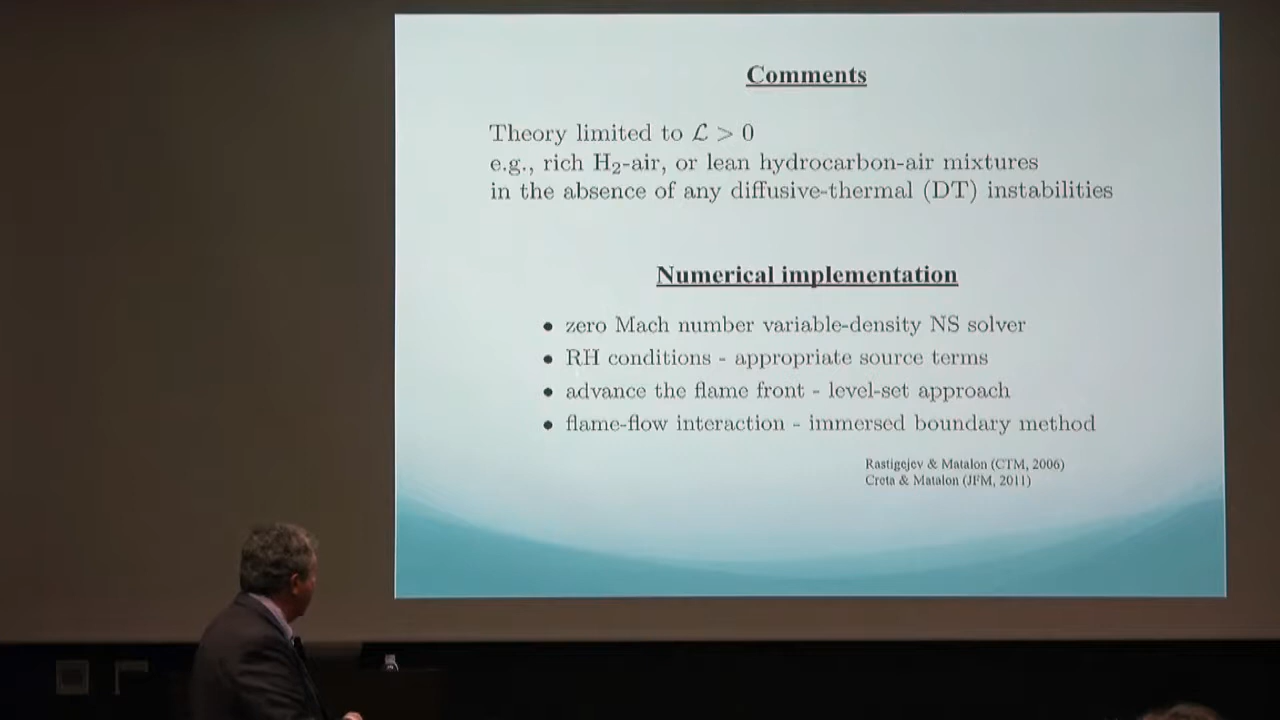 Comments
Theory limited to ℒ > 0
e.g., rich H₂-air, or lean hydrocarbon-air mixtures
in the absence of any diffusive-thermal (DT) instabilities
Numerical implementation
• zero Mach number variable-density NS solver
• RH conditions - appropriate source terms
• advance the flame front - level-set approach
• flame-flow interaction - immersed boundary method
Rastigejev & Matalon (CTM, 2006)
Creta & Matalon (JFM, 2011)